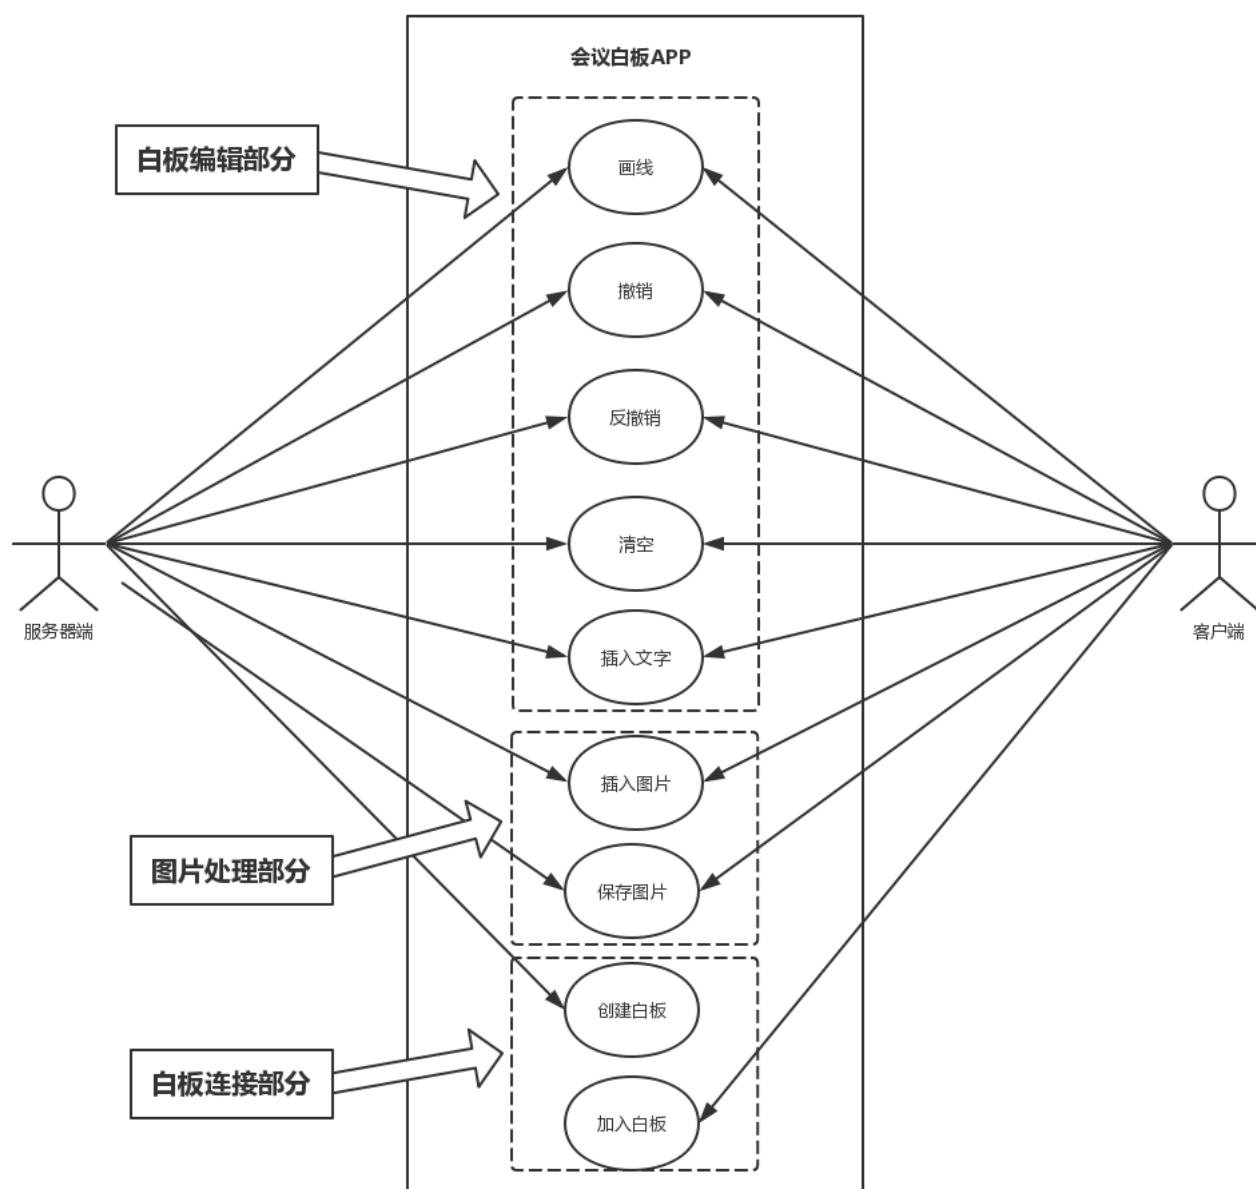 会议白板APP
白板编辑部分
画线
撤销
反撤销
清空
插入文字
服务器端
客户端
插入图片
图片处理部分
保存图片
创建白板
白板连接部分
加入白板